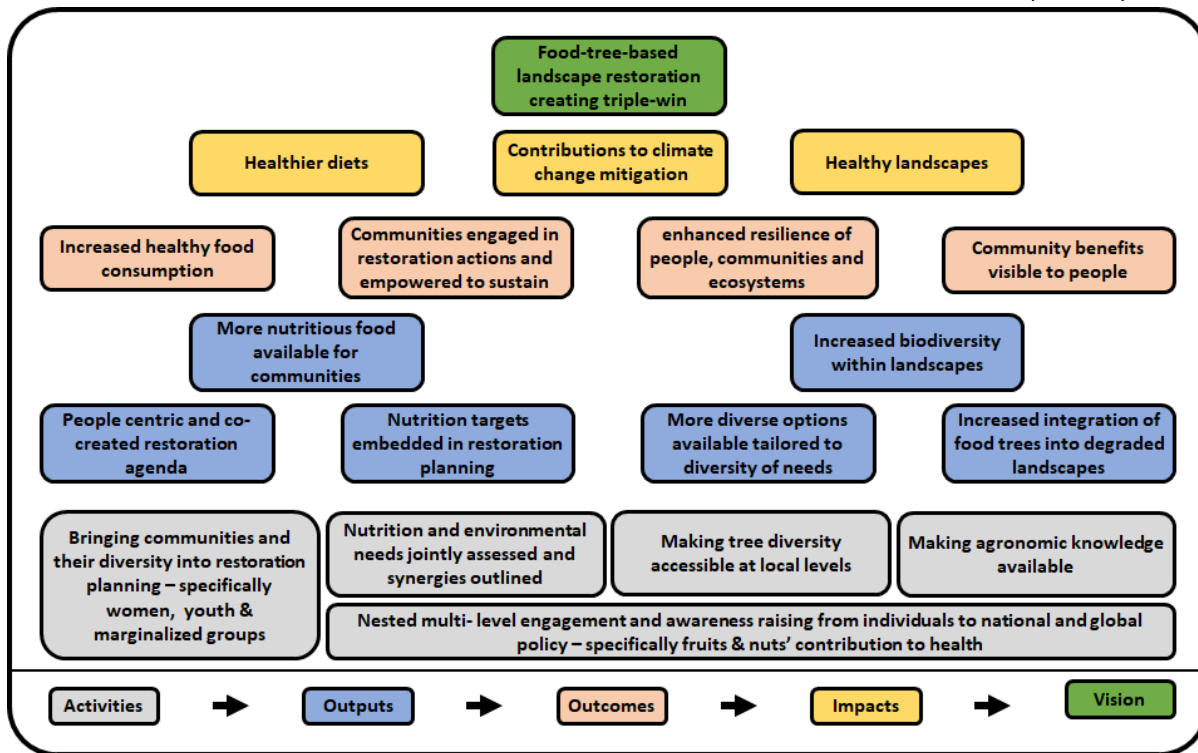 Food-tree-based
landscape restoration
creating triple-win
Healthier diets
Contributions to climate
change mitigation
Healthy landscapes
Increased healthy food
consumption
Communities engaged in
restoration actions and
empowered to sustain
enhanced resilience of
people, communities and
ecosystems
Community benefits
visible to people
More nutritious food
available for
communities
Increased biodiversity
within landscapes
People centric and co-
created restoration
agenda
Nutrition targets
embedded in restoration
planning
More diverse options
available tailored to
diversity of needs
Increased integration of
food trees into degraded
landscapes
Bringing communities and
their diversity into restoration
planning – specifically
women, youth &
marginalized groups
Nutrition and environmental
needs jointly assessed and
synergies outlined
Making tree diversity
accessible at local levels
Making agronomic knowledge
available
Nested multi- level engagement and awareness raising from individuals to national and global
policy – specifically fruits & nuts’ contribution to health
Activities
Outputs
Outcomes
Impacts
Vision